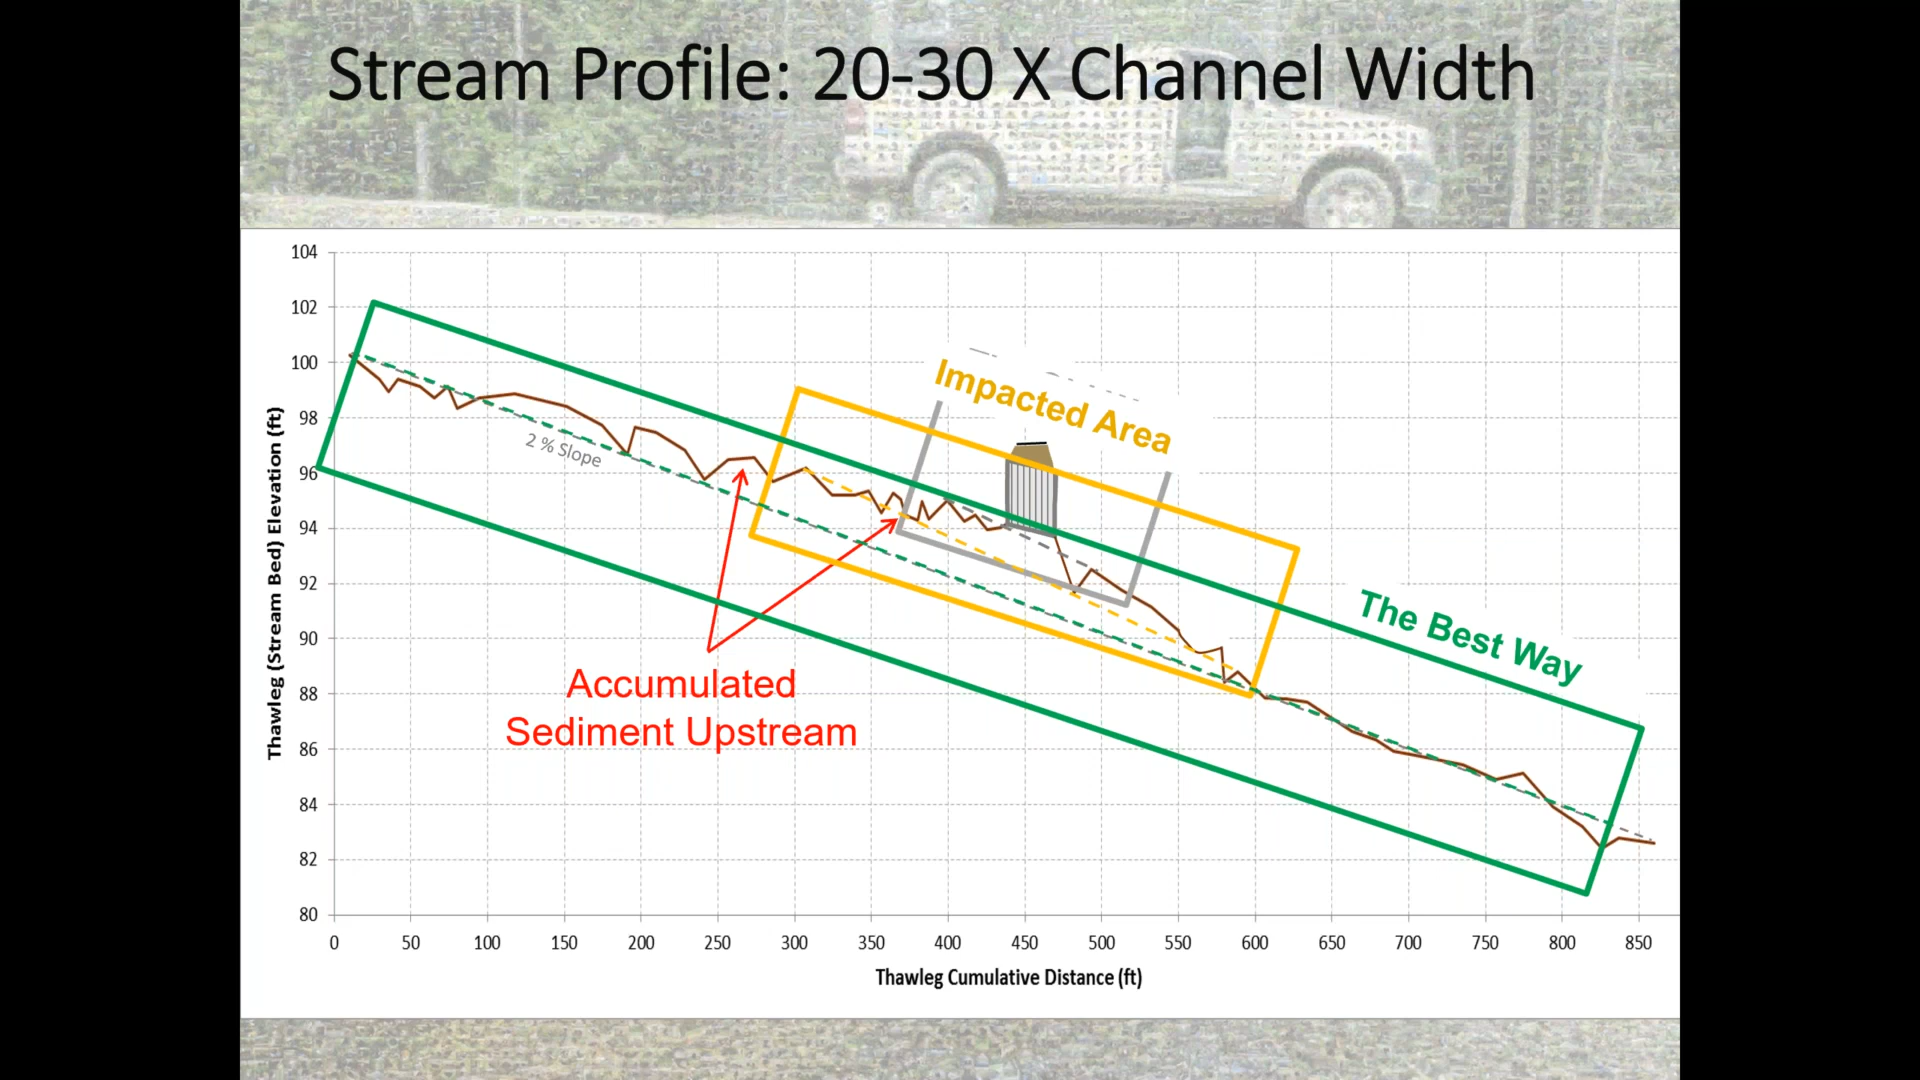 Stream Profile: 20-30 X Channel Width
104
102
100
98
96
94
92
90
88
86
84
82
80
Thawleg (Stream Bed) Elevation (ft)
2 % Slope
Impacted Area
The Best Way
Accumulated
Sediment Upstream
0 50 100 150 200 250 300 350 400 450 500 550 600 650 700 750 800 850
Thawleg Cumulative Distance (ft)